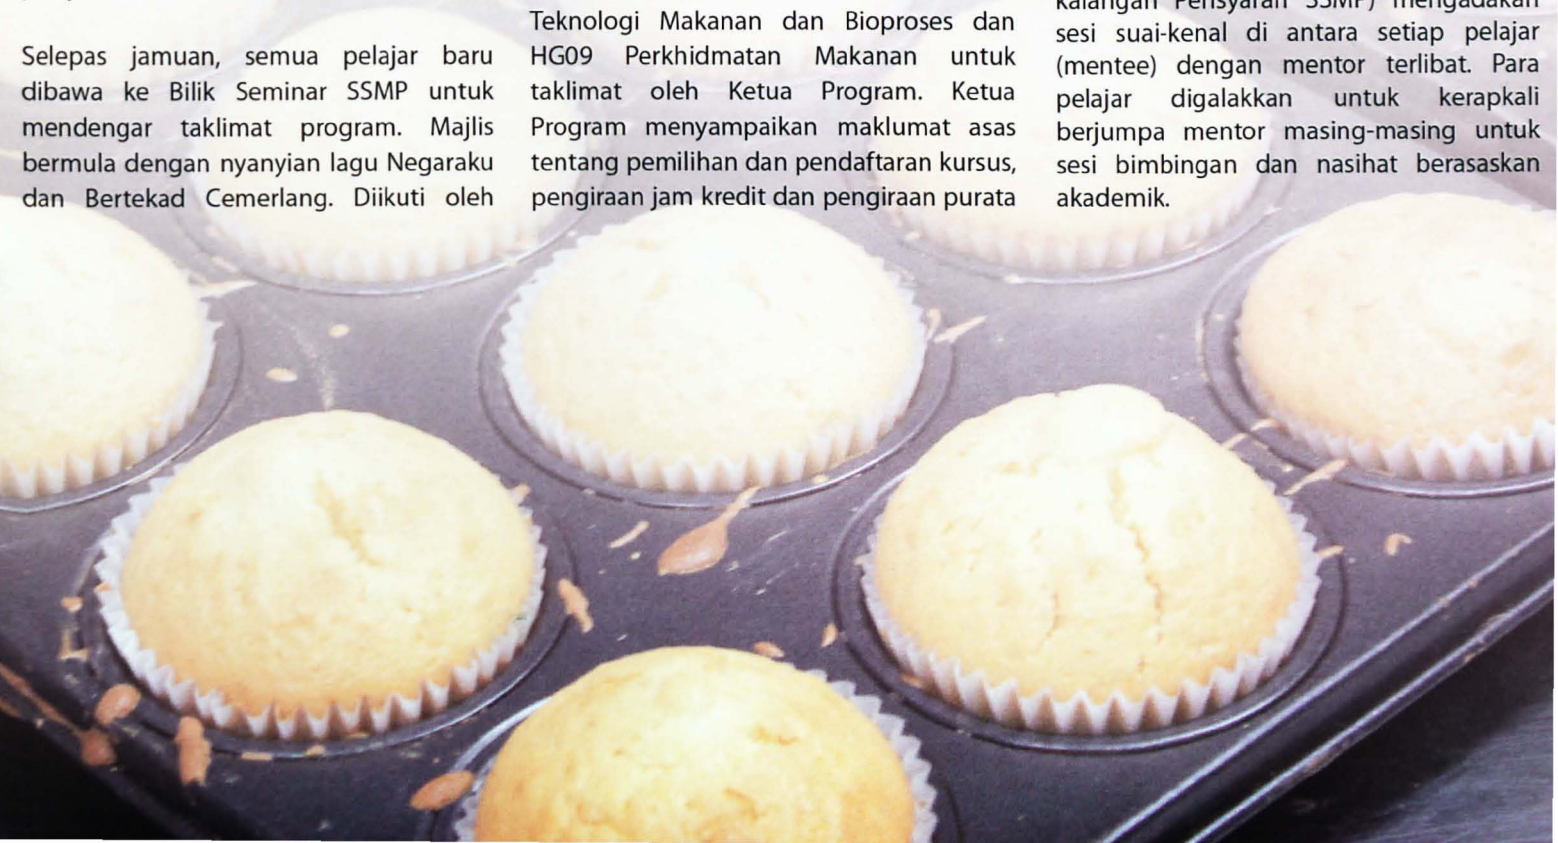 Selepas jamuan, semua pelajar baru
dibawa ke Bilik Seminar SSMP untuk
mendengar taklimat program. Majlis
bermula dengan nyanyian lagu Negaraku
dan Bertekad Cemerlang. Diikuti oleh
Teknologi Makanan dan Bioproses dan
HG09 Perkhidmatan Makanan untuk
taklimat oleh Ketua Program. Ketua
Program menyampaikan maklumat asas
tentang pemilihan dan pendaftaran kursus,
pengiraan jam kredit dan pengiraan purata
kalangan Pensyarah SSMP) mengadakan
sesi suai-kenal di antara setiap pelajar
(mentee) dengan mentor terlibat. Para
pelajar digalakkan untuk kerapkali
berjumpa mentor masing-masing untuk
sesi bimbingan dan nasihat berasaskan
akademik.